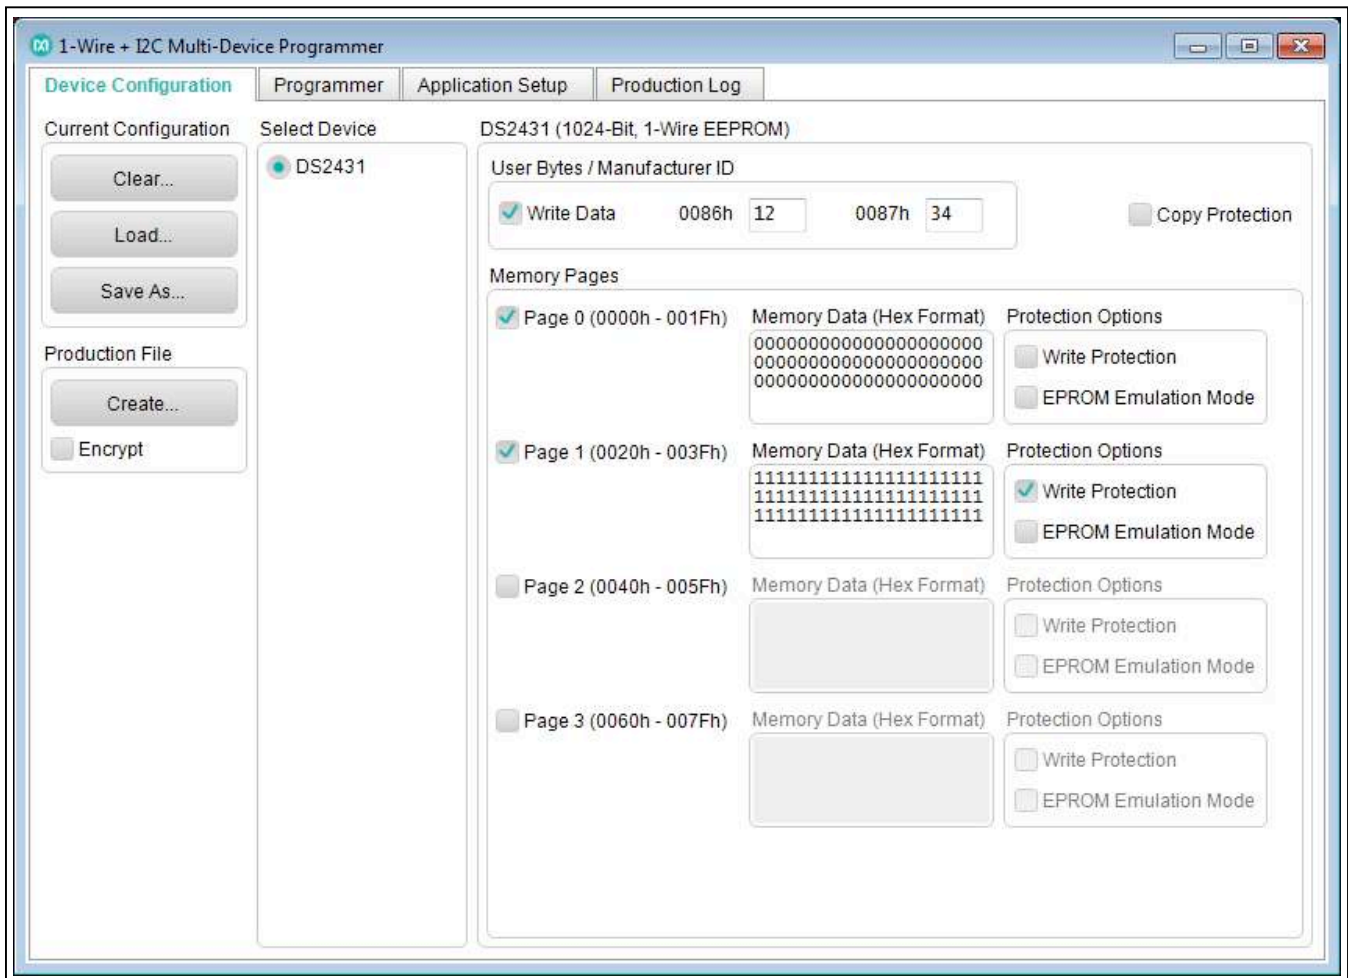 1-Wire + I2C Multi-Device Programmer
Device Configuration Programmer Application Setup Production Log
Current Configuration
Clear...
Load...
Save As...
Production File
Create...
Encrypt
Select Device
DS2431
DS2431 (1024-Bit, 1-Wire EEPROM)
User Bytes / Manufacturer ID
Write Data 0086h 12 0087h 34
Copy Protection
Memory Pages
Page 0 (0000h - 001Fh)
Memory Data (Hex Format)
000000000000000000000
000000000000000000000
000000000000000000000
Protection Options
Write Protection
EPROM Emulation Mode
Page 1 (0020h - 003Fh)
Memory Data (Hex Format)
111111111111111111111
111111111111111111111
111111111111111111111
Protection Options
Write Protection
EPROM Emulation Mode
Page 2 (0040h - 005Fh)
Memory Data (Hex Format)
Protection Options
Write Protection
EPROM Emulation Mode
Page 3 (0060h - 007Fh)
Memory Data (Hex Format)
Protection Options
Write Protection
EPROM Emulation Mode